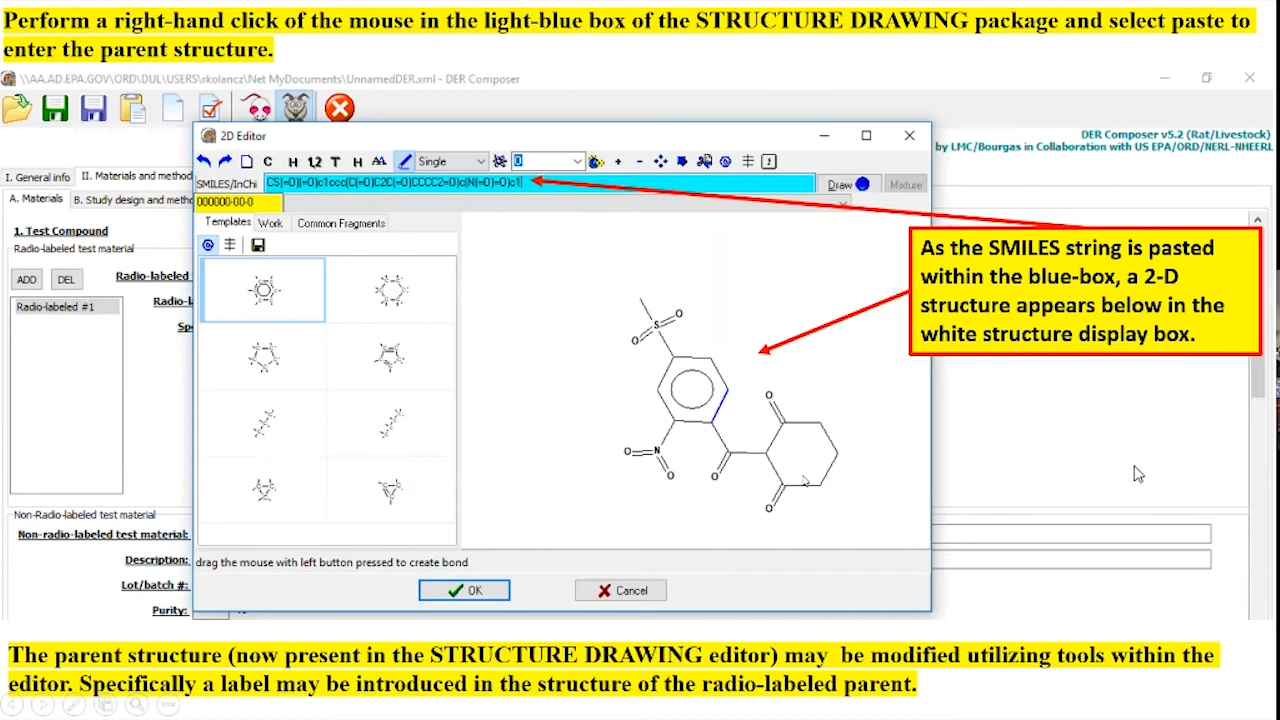 Perform a right-hand click of the mouse in the light-blue box of the STRUCTURE DRAWING package and select paste to
enter the parent structure.
\\AA.AD.EPA.GOV\ORD\DUL\USERS\rkolancz\Net MyDocuments\UnnamedDER.xml - DER Composer
2D Editor
DER Composer v5.2 (Rat/Livestock)
by LMC/Bourgas in Collaboration with US EPA/ORD/NERL-NHEERL
C H 1,2 T H AA Single 0 + -
I. General info II. Materials and method
SMILES/InChi CS(=O)(=O)c1ccc(C(=O)C2C(=O)CCCC2=O)c(N(=O)=O)c1 Draw Mixture
A. Materials B. Study design and metho
000000-00-0
Templates Work Common Fragments
1. Test Compound
Radio-labeled test material
ADD DEL Radio-labeled
Radio-labeled #1 Radio-l
Sp
As the SMILES string is pasted
within the blue-box, a 2-D
structure appears below in the
white structure display box.
O
S
O
O
O N
O O
O
Non-Radio-labeled test material
Non-radio-labeled test material:
Description:
drag the mouse with left button pressed to create bond
Lot/batch #:
OK Cancel
Purity:
The parent structure (now present in the STRUCTURE DRAWING editor) may be modified utilizing tools within the
editor. Specifically a label may be introduced in the structure of the radio-labeled parent.